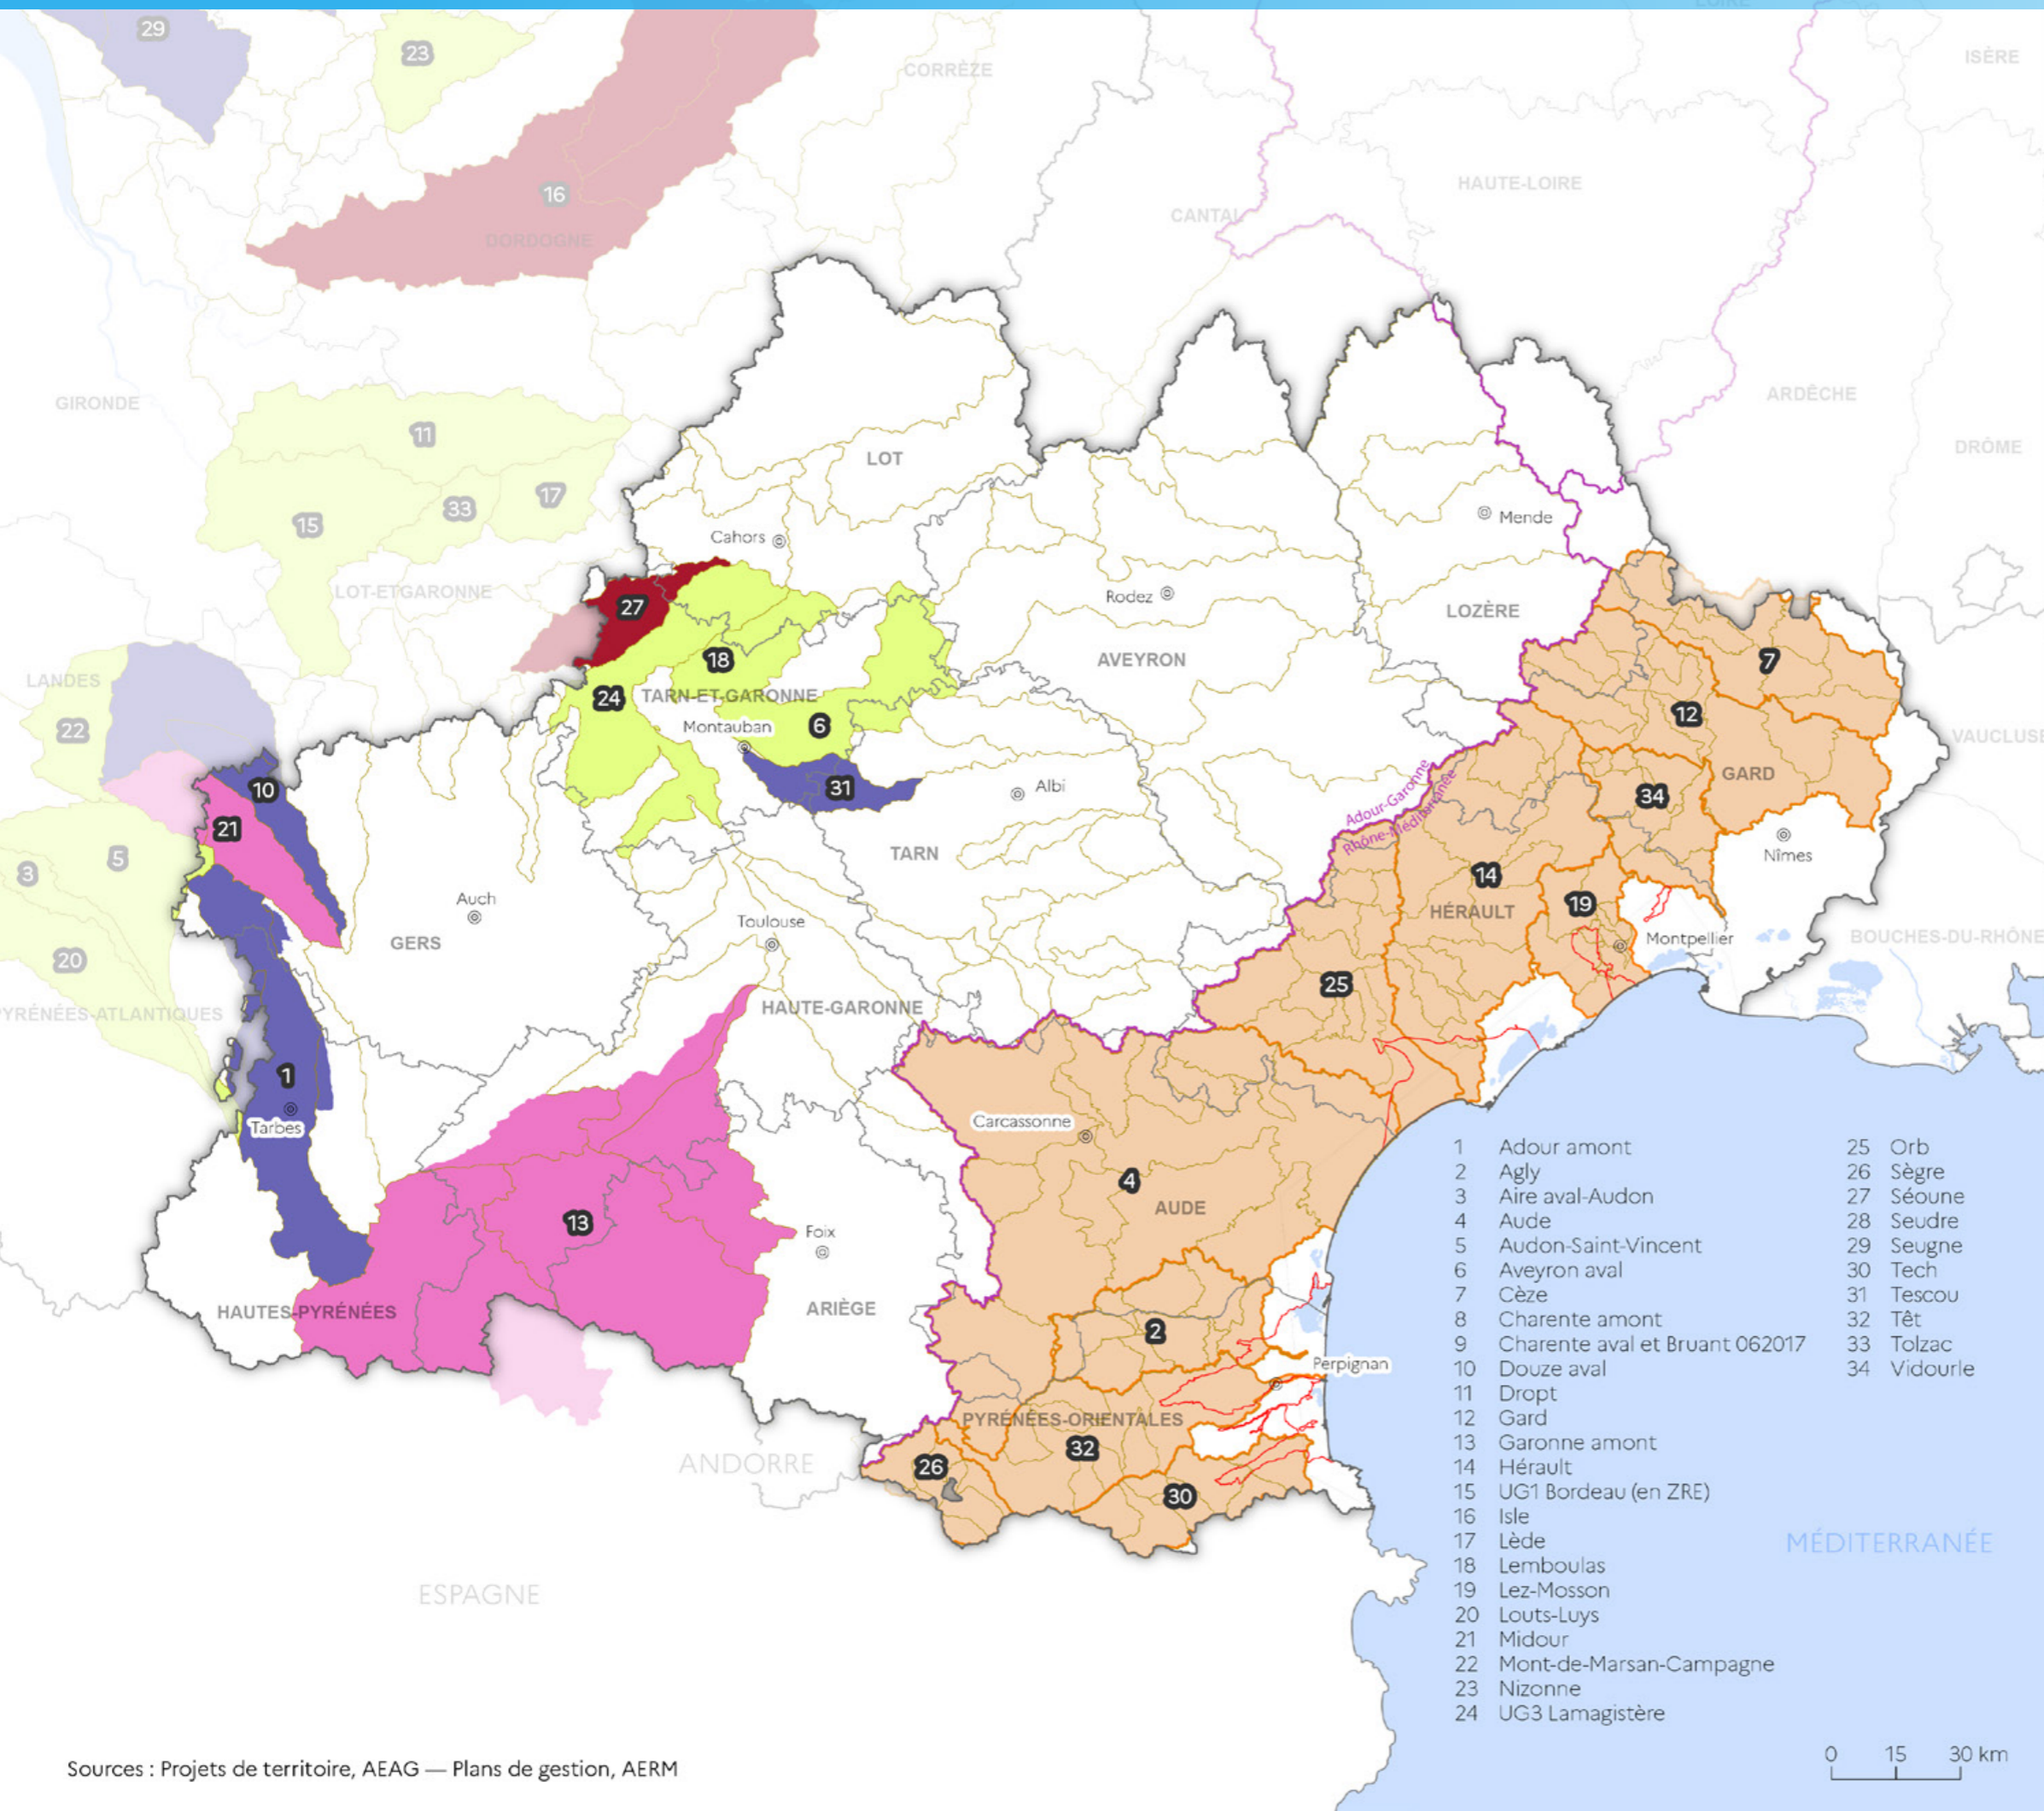 LOIRE
29
23
CORRÈZE
ISÈRE
16
HAUTE-LOIRE
CANTAL
DORDOGNE
GIRONDE
ARDÈCHE
11
DRÔME
LOT
17
33
15
Mende
Cahors
LOT-ETGARONNE
Rodez
27
LOZÈRE
18
AVEYRON
7
LANDES
24
TARN-ET-GARONNE
12
22
Montauban
6
VAUCLUSE
GARD
10
31
Albi
34
Adour-Garonne
Rhône-Méditerranée
21
Nîmes
5
TARN
3
14
Auch
19
HÉRAULT
Toulouse
GERS
Montpellier
BOUCHES-DU-RHÔNE
20
25
HAUTE-GARONNE
PYRÉNÉES-ATLANTIQUES
1
Tarbes
Carcassonne
4
AUDE
13
Foix
HAUTES-PYRÉNÉES
ARIÈGE
2
Perpignan
PYRÉNÉES-ORIENTALES
32
ANDORRE
26
30
ESPAGNE
MÉDITERRANÉE
1 Adour amont
2 Agly
3 Aire aval-Audon
4 Aude
5 Audon-Saint-Vincent
6 Aveyron aval
7 Cèze
8 Charente amont
9 Charente aval et Bruant 062017
10 Douze aval
11 Dropt
12 Gard
13 Garonne amont
14 Hérault
15 UG1 Bordeau (en ZRE)
16 Isle
17 Lède
18 Lemboulas
19 Lez-Mosson
20 Louts-Luys
21 Midour
22 Mont-de-Marsan-Campagne
23 Nizonne
24 UG3 Lamagistère
25 Orb
26 Sègre
27 Séoune
28 Seudre
29 Seugne
30 Tech
31 Tescou
32 Têt
33 Tolzac
34 Vidourle
0 15 30 km
Sources : Projets de territoire, AEAG — Plans de gestion, AERM